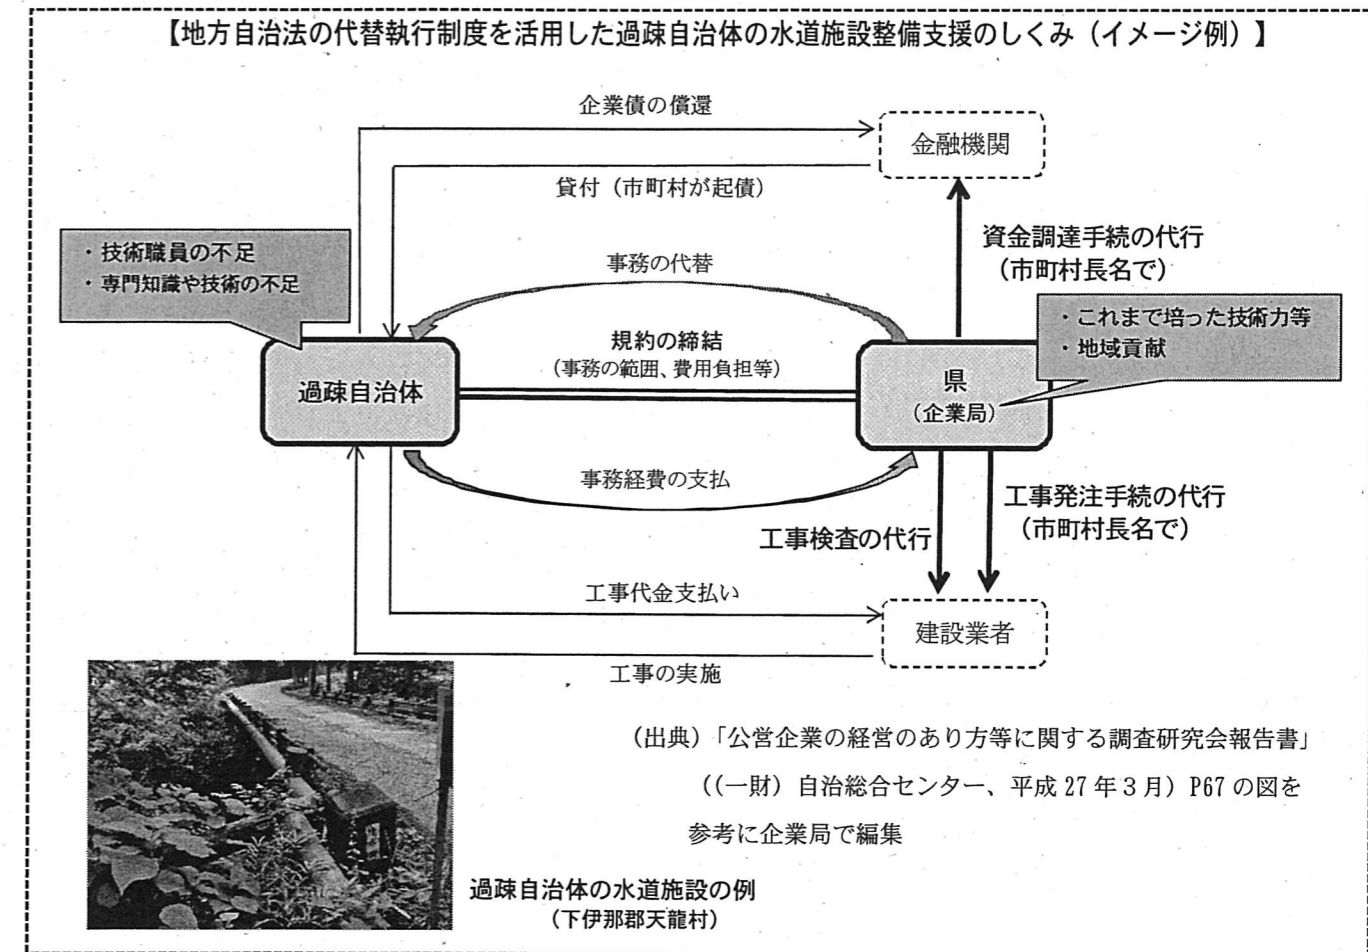 【地方自治法の代替執行制度を活用した過疎自治体の水道施設整備支援のしくみ（イメージ例）】
企業債の償還
金融機関
貸付（市町村が起債）
資金調達手続の代行
（市町村長名で）
・技術職員の不足
・専門知識や技術の不足
事務の代替
・これまで培った技術力等
・地域貢献
規約の締結
（事務の範囲、費用負担等）
過疎自治体
県
（企業局）
事務経費の支払
工事発注手続の代行
（市町村長名で）
工事検査の代行
工事代金支払い
建設業者
工事の実施
（出典）「公営企業の経営のあり方等に関する調査研究会報告書」
（（一財）自治総合センター、平成27年３月）P67の図を
参考に企業局で編集
過疎自治体の水道施設の例
（下伊那郡天龍村）